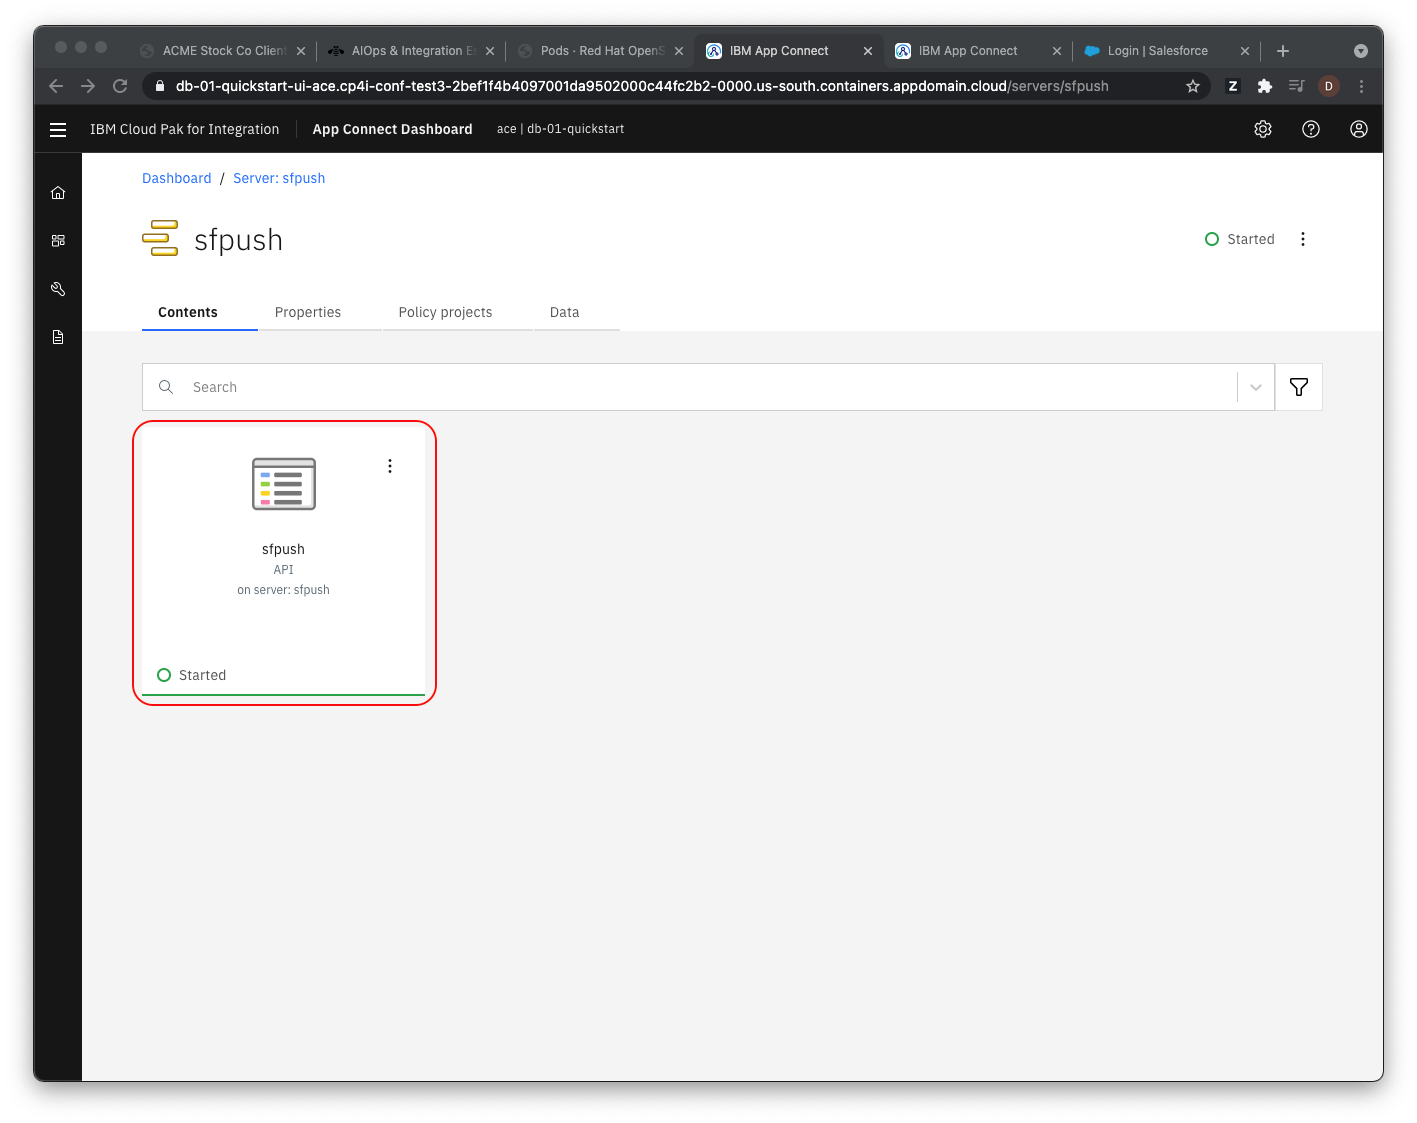 ACME Stock Co Client
AIOps & Integration E
Pods · Red Hat OpenS
IBM App Connect
IBM App Connect
Login | Salesforce
db-01-quickstart-ui-ace.cp4i-conf-test3-2bef1f4b4097001da9502000c44fc2b2-0000.us-south.containers.appdomain.cloud/servers/sfpush
Z
D
IBM Cloud Pak for Integration
App Connect Dashboard
ace | db-01-quickstart
Dashboard / Server: sfpush
sfpush
Started
Contents
Properties
Policy projects
Data
Search
sfpush
API
on server: sfpush
Started